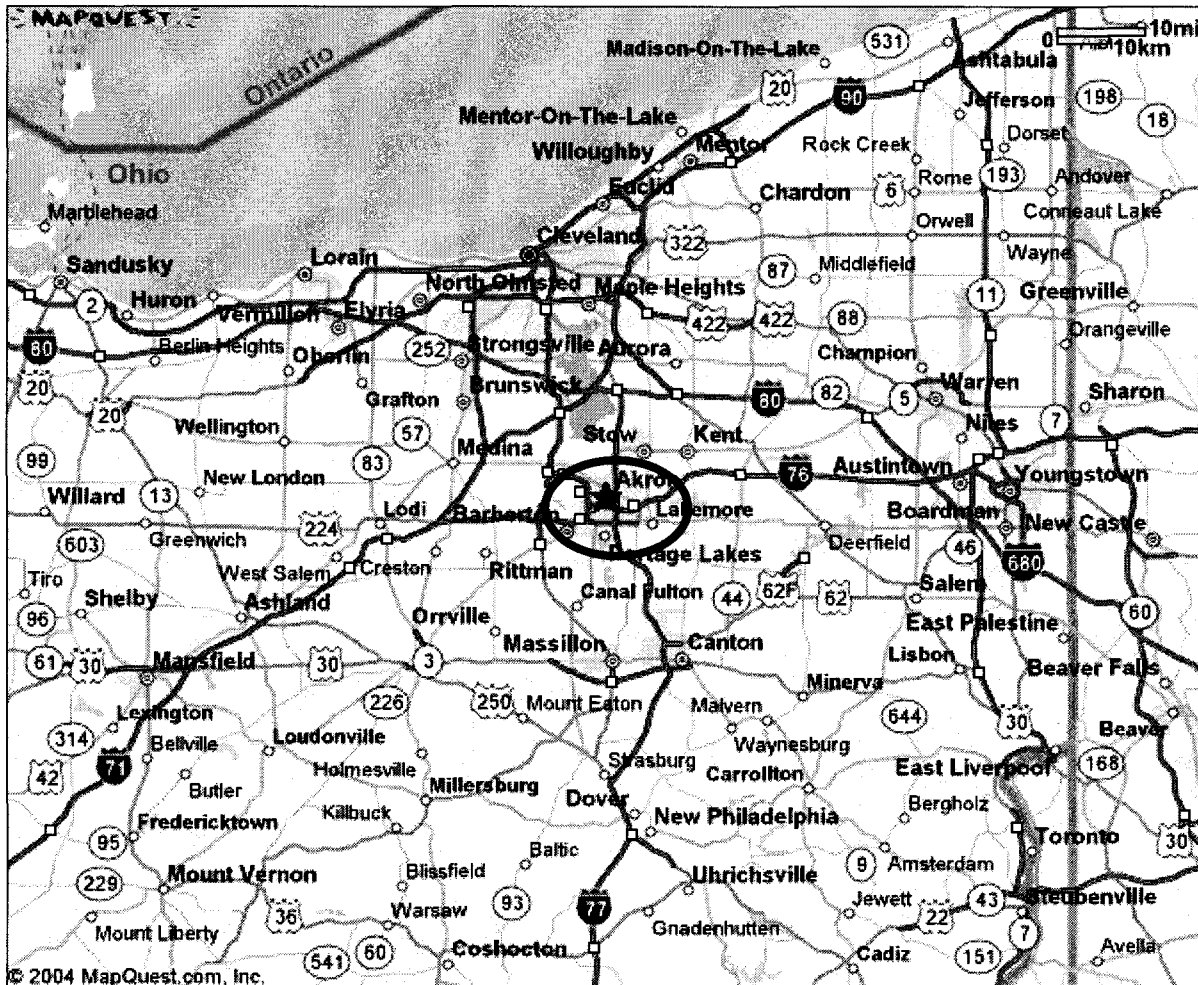 MAPQUEST
10mi
0 10km
Madison-On-The-Lake 531
Ashtabula
Ontario
20
90
Jefferson 198
18
Mentor-On-The-Lake
Dorset
Willoughby Mentor Rock Creek
Ohio
Euclid
6 Rome 193 Andover
Marblehead
Chardon
Conneaut Lake
Orwell
Cleveland
322
Wayne
Sandusky Lorain
87 Middlefield
North Olmsted Maple Heights
2 Huron
11 Greenville
Vermilion Elyria
422 422 88
Orangeville
80 Berlin Heights
252 Strongsville Aurora
Oberlin
Champion
20
Brunswick
Warren
20 Grafton
80 82 5
Sharon
57
7
Wellington
Stow Kent
Niles
99
83 Medina
76 Austintown
New London
Akron
Youngstown
Willard 13
Lodi Barberton Lakemore
Boardman New Castle
603 Greenwich 224
Deerfield 46
Portage Lakes
680
Tiro West Salem Creston Rittman
Shelby
Canal Fulton 44 62F 62 Salem
96 Ashland
Orrville
60
East Palestine
Massillon Canton
61 30 Mansfield 30 3
Lisbon
Beaver Falls
226 250 Mount Eaton Malvern Minerva
Lexington
644 30
Beaver
314 Bellville Loudonville
Waynesburg
42 71
Holmesville
Strasburg
Carrollton
East Liverpool 168
Butler
Millersburg
Dover
Bergholz
Killbuck
New Philadelphia
95 Fredericktown
Toronto 30
Baltic
9 Amsterdam
229 Mount Vernon
Blissfield
Uhrichsville
Steubenville
93
77
Jewett 22 43
36 Warsaw
Gnadenhutten
7
Mount Liberty
541 60 Coshocton
Cadiz 151
Avella
© 2004 MapQuest.com, Inc.